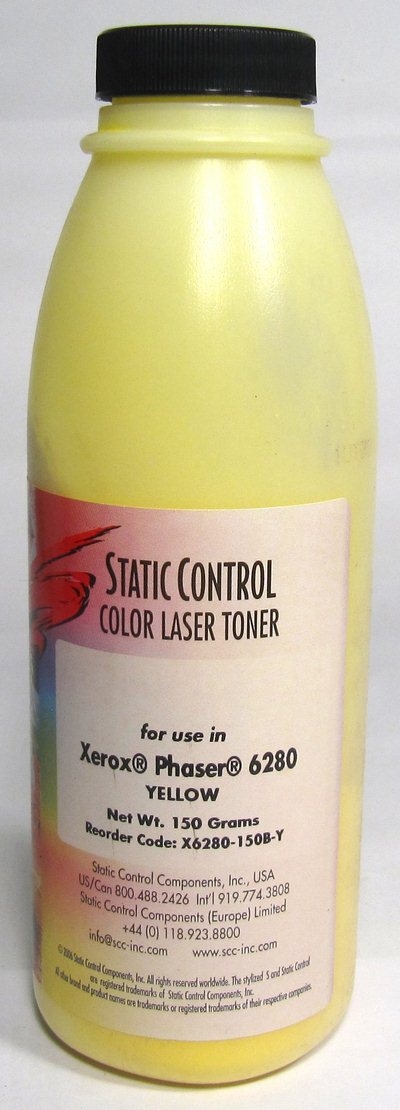 STATIC CONTROL
COLOR LASER TONER
for use in
Xerox® Phaser® 6280
YELLOW
Net Wt. 150 Grams
Reorder Code: X6280-150B-Y
Static Control Components, Inc., USA
US/Can 800.488.2426 Int'l 919.774.3808
Static Control Components (Europe) Limited
+44 (0) 118.923.8800
info@scc-inc.com www.scc-inc.com
© 2006 Static Control Components, Inc. All rights reserved worldwide. The stylized S and Static Control
are registered trademarks of Static Control Components, Inc.
All other brand and product names are trademarks or registered trademarks of their respective companies.